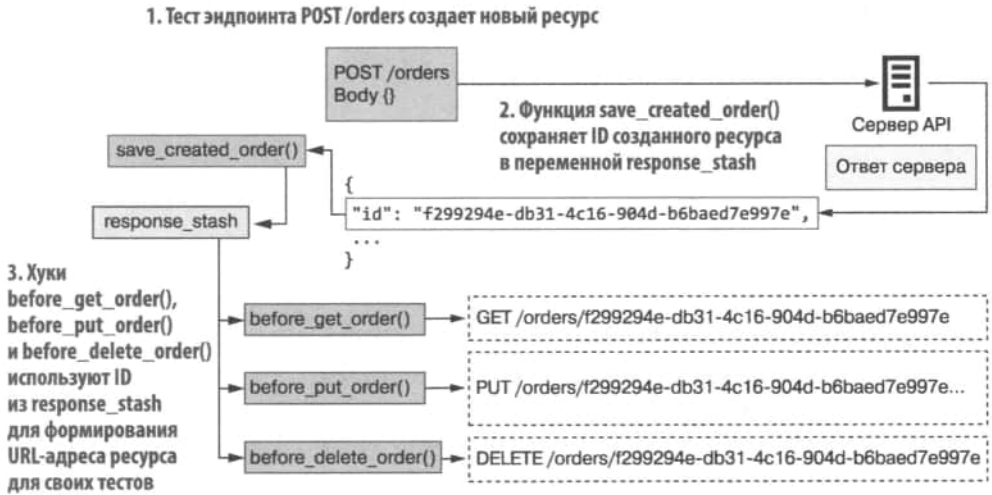 1. Тест эндпоинта POST /orders создает новый ресурс
POST /orders
Body {}
2. Функция save_created_order()
сохраняет ID созданного ресурса
в переменной response_stash
Сервер API
Ответ сервера
save_created_order()
{
"id": "f299294e-db31-4c16-904d-b6baed7e997e",
...
}
response_stash
3. Хуки
before_get_order(),
before_put_order()
и before_delete_order()
используют ID
из response_stash
для формирования
URL-адреса ресурса
для своих тестов
before_get_order()
GET /orders/f299294e-db31-4c16-904d-b6baed7e997e
before_put_order()
PUT /orders/f299294e-db31-4c16-904d-b6baed7e997e...
before_delete_order()
DELETE /orders/f299294e-db31-4c16-904d-b6baed7e997e